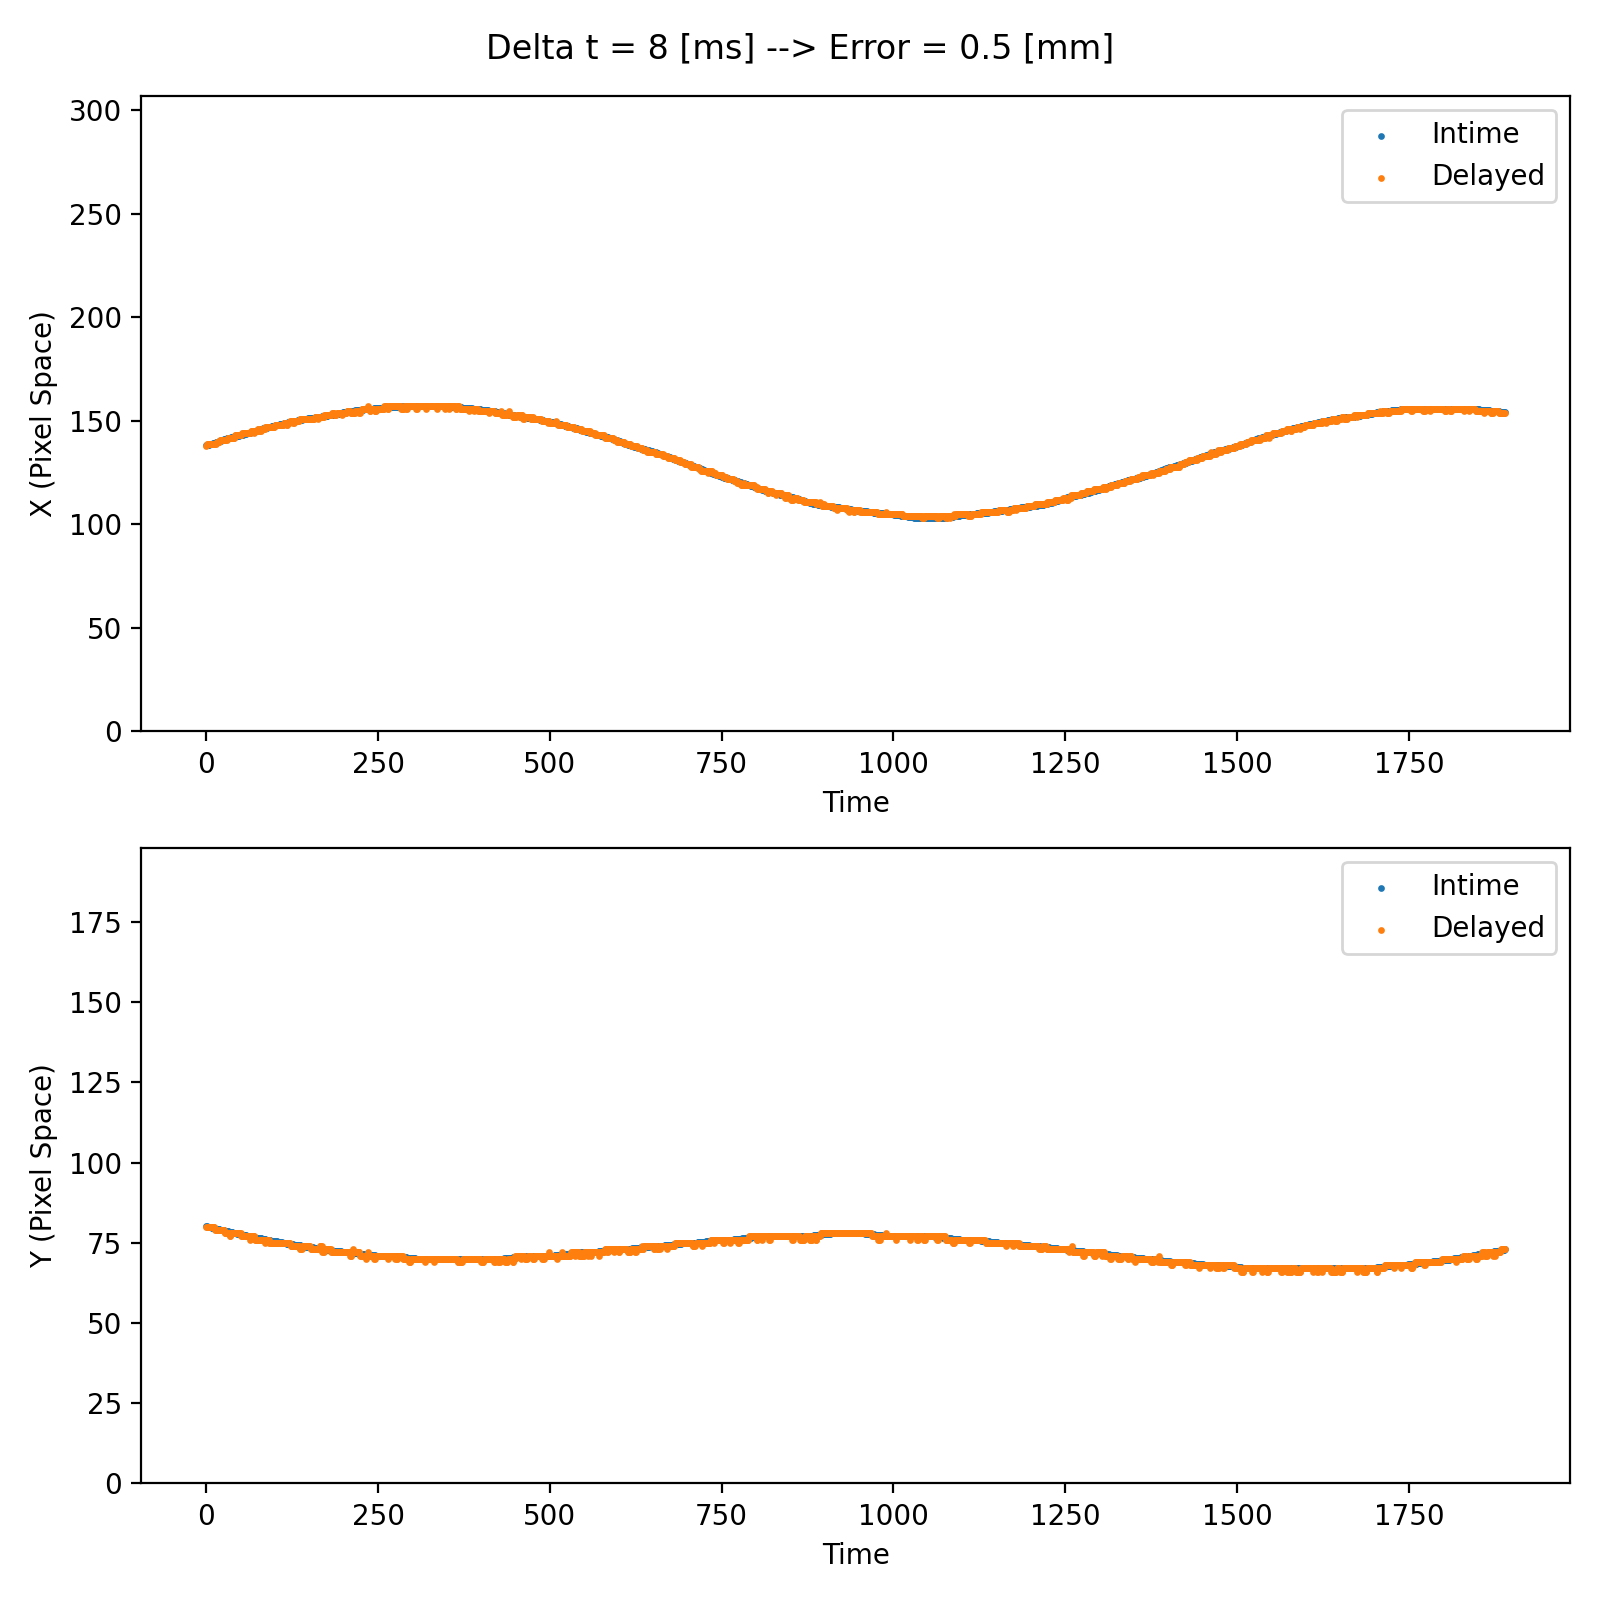 Delta t = 8 [ms] --> Error = 0.5 [mm]
300
250
200
150
100
50
0
X (Pixel Space)
Intime
Delayed
0 250 500 750 1000 1250 1500 1750
Time
175
150
125
100
75
50
25
0
Y (Pixel Space)
Intime
Delayed
0 250 500 750 1000 1250 1500 1750
Time